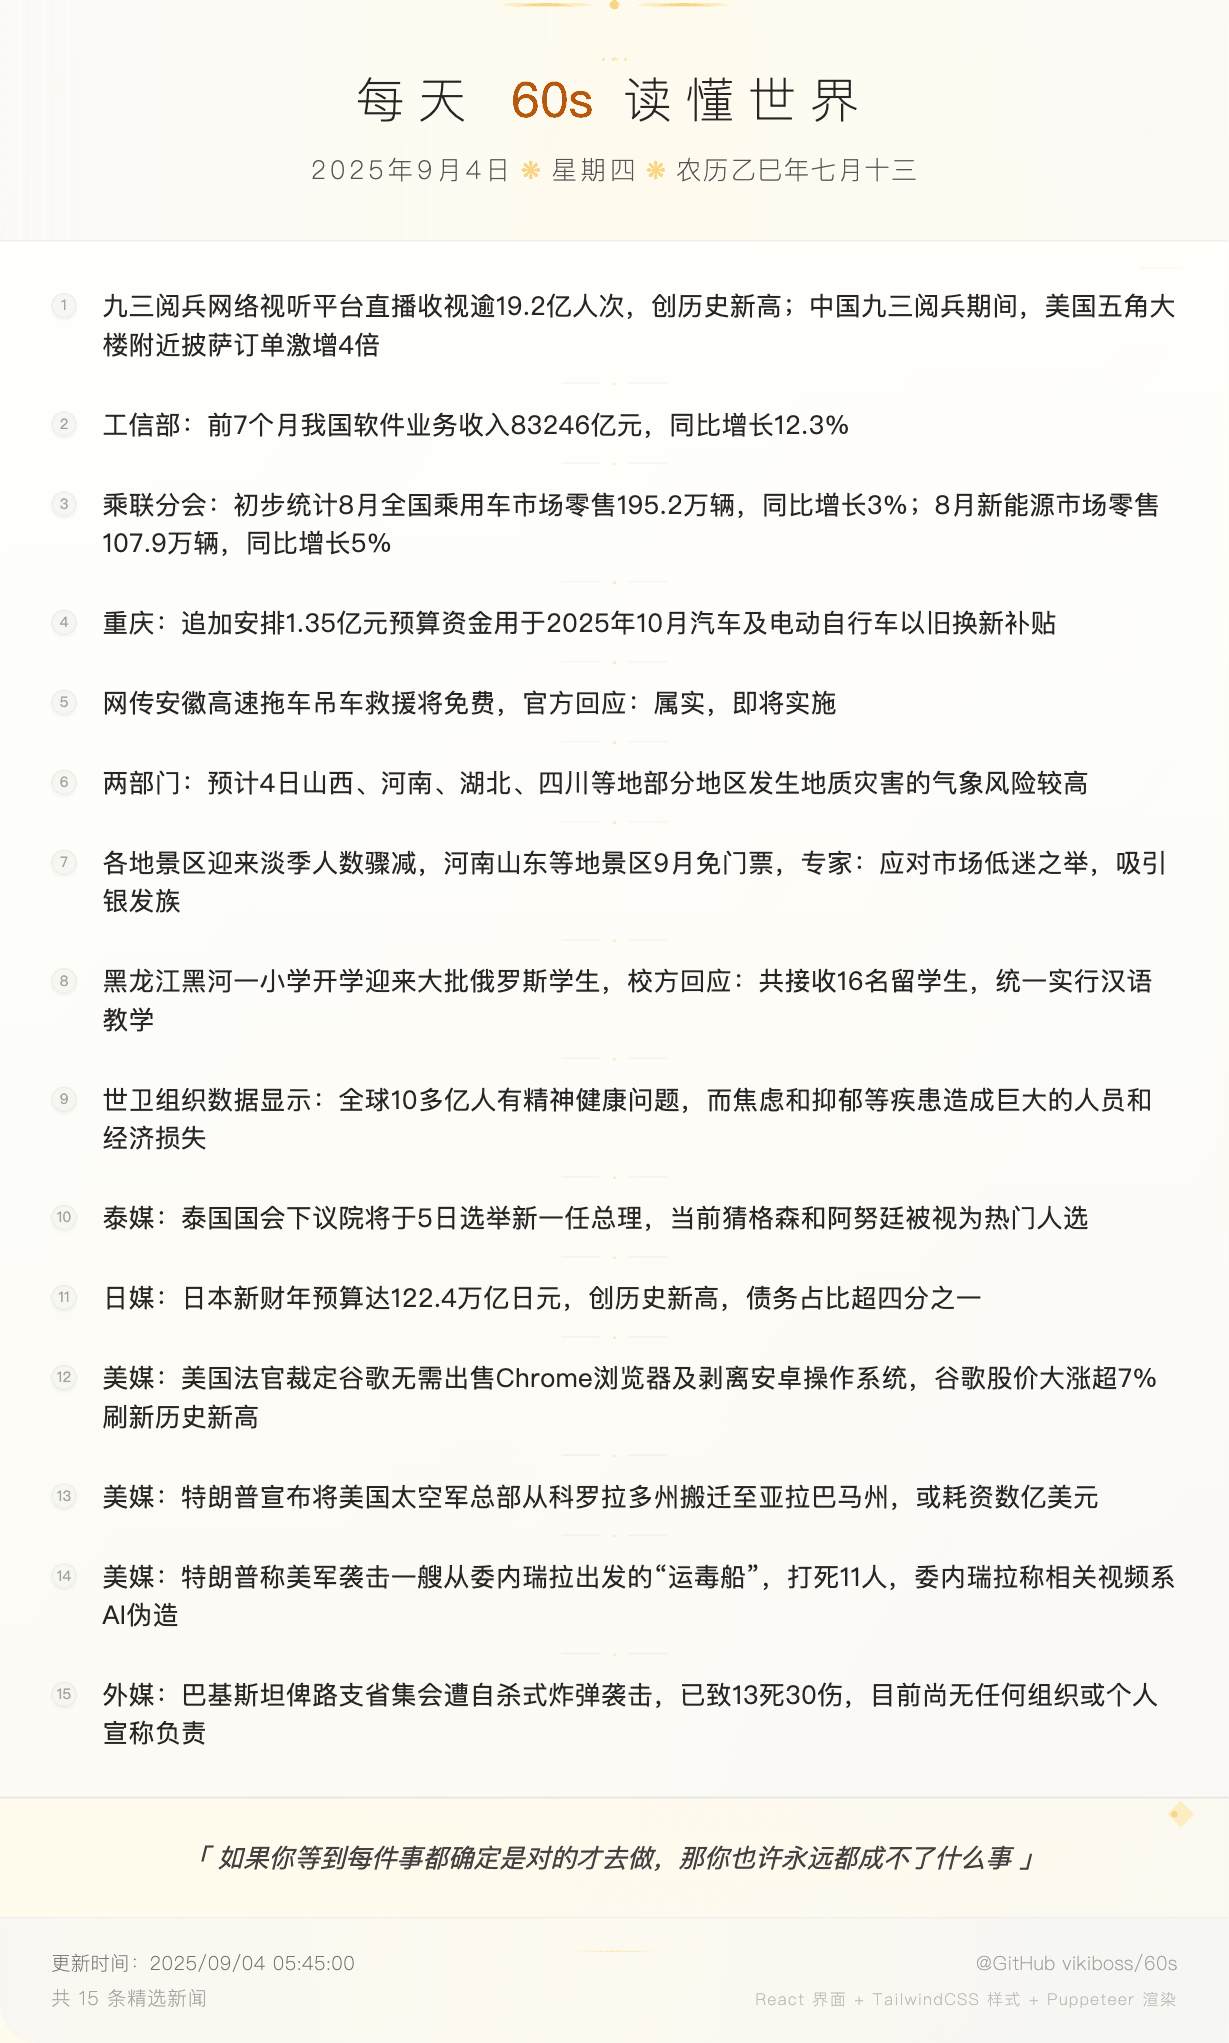 每天 60s 读懂世界
2025年9月4日 ❋ 星期四 ❋ 农历乙巳年七月十三
1 九三阅兵网络视听平台直播收视逾19.2亿人次，创历史新高；中国九三阅兵期间，美国五角大
楼附近披萨订单激增4倍
2 工信部：前7个月我国软件业务收入83246亿元，同比增长12.3%
3 乘联分会：初步统计8月全国乘用车市场零售195.2万辆，同比增长3%；8月新能源市场零售
107.9万辆，同比增长5%
4 重庆：追加安排1.35亿元预算资金用于2025年10月汽车及电动自行车以旧换新补贴
5 网传安徽高速拖车吊车救援将免费，官方回应：属实，即将实施
6 两部门：预计4日山西、河南、湖北、四川等地部分地区发生地质灾害的气象风险较高
7 各地景区迎来淡季人数骤减，河南山东等地景区9月免门票，专家：应对市场低迷之举，吸引
银发族
8 黑龙江黑河一小学开学迎来大批俄罗斯学生，校方回应：共接收16名留学生，统一实行汉语
教学
9 世卫组织数据显示：全球10多亿人有精神健康问题，而焦虑和抑郁等疾患造成巨大的人员和
经济损失
10 泰媒：泰国国会下议院将于5日选举新一任总理，当前猜格森和阿努廷被视为热门人选
11 日媒：日本新财年预算达122.4万亿日元，创历史新高，债务占比超四分之一
12 美媒：美国法官裁定谷歌无需出售Chrome浏览器及剥离安卓操作系统，谷歌股价大涨超7%
刷新历史新高
13 美媒：特朗普宣布将美国太空军总部从科罗拉多州搬迁至亚拉巴马州，或耗资数亿美元
14 美媒：特朗普称美军袭击一艘从委内瑞拉出发的“运毒船”，打死11人，委内瑞拉称相关视频系
AI伪造
15 外媒：巴基斯坦俾路支省集会遭自杀式炸弹袭击，已致13死30伤，目前尚无任何组织或个人
宣称负责
「 如果你等到每件事都确定是对的才去做，那你也许永远都成不了什么事 」
更新时间：2025/09/04 05:45:00
@GitHub vikiboss/60s
共 15 条精选新闻
React 界面 + TailwindCSS 样式 + Puppeteer 渲染